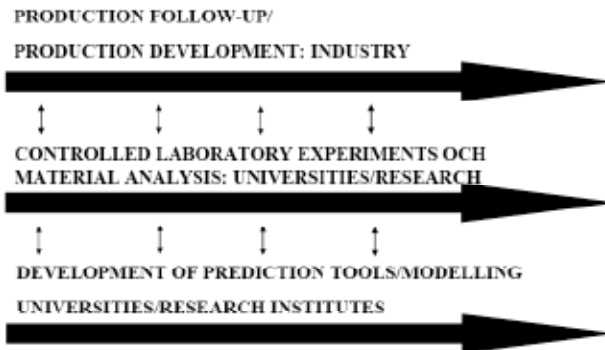 PRODUCTION FOLLOW-UP/
PRODUCTION DEVELOPMENT: INDUSTRY
CONTROLLED LABORATORY EXPERIMENTS OCH
MATERIAL ANALYSIS: UNIVERSITIES/RESEARCH
DEVELOPMENT OF PREDICTION TOOLS/MODELLING
UNIVERSITIES/RESEARCH INSTITUTES